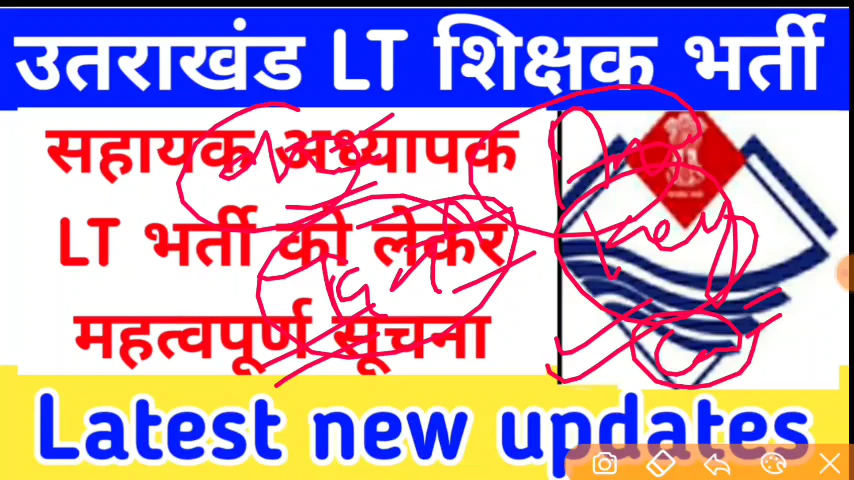 उतराखंड LT शिक्षक भर्ती
सहायक अध्यापक
LT भर्ती को लेकर
महत्वपूर्ण सूचना
Latest new updates